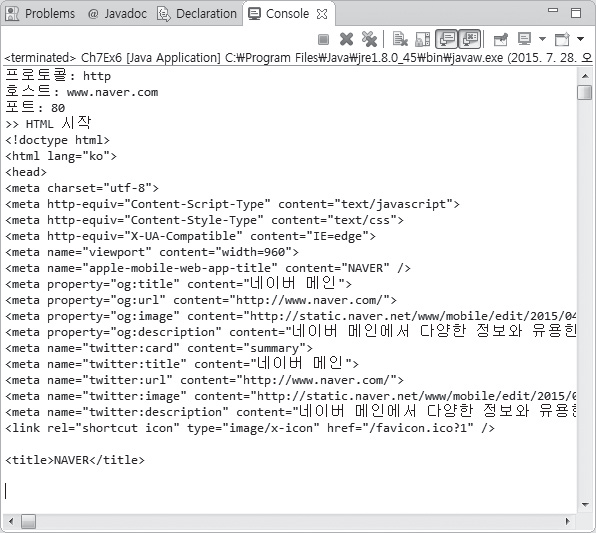 Problems @ Javadoc Declaration Console
<terminated> Ch7Ex6 [Java Application] C:₩Program Files₩Java₩jre1.8.0_45₩bin₩javaw.exe (2015. 7. 28. 오
프로토콜: http
호스트: www.naver.com
포트: 80
>> HTML 시작
<!doctype html>
<html lang="ko">
<head>
<meta charset="utf-8">
<meta http-equiv="Content-Script-Type" content="text/javascript">
<meta http-equiv="Content-Style-Type" content="text/css">
<meta http-equiv="X-UA-Compatible" content="IE=edge">
<meta name="viewport" content="width=960">
<meta name="apple-mobile-web-app-title" content="NAVER" />
<meta property="og:title" content="네이버 메인">
<meta property="og:url" content="http://www.naver.com/">
<meta property="og:image" content="http://static.naver.net/www/mobile/edit/2015/04
<meta property="og:description" content="네이버 메인에서 다양한 정보와 유용한
<meta name="twitter:card" content="summary">
<meta name="twitter:title" content="네이버 메인">
<meta name="twitter:url" content="http://www.naver.com/">
<meta name="twitter:image" content="http://static.naver.net/www/mobile/edit/2015/0
<meta name="twitter:description" content="네이버 메인에서 다양한 정보와 유용한
<link rel="shortcut icon" type="image/x-icon" href="/favicon.ico?1" />
<title>NAVER</title>